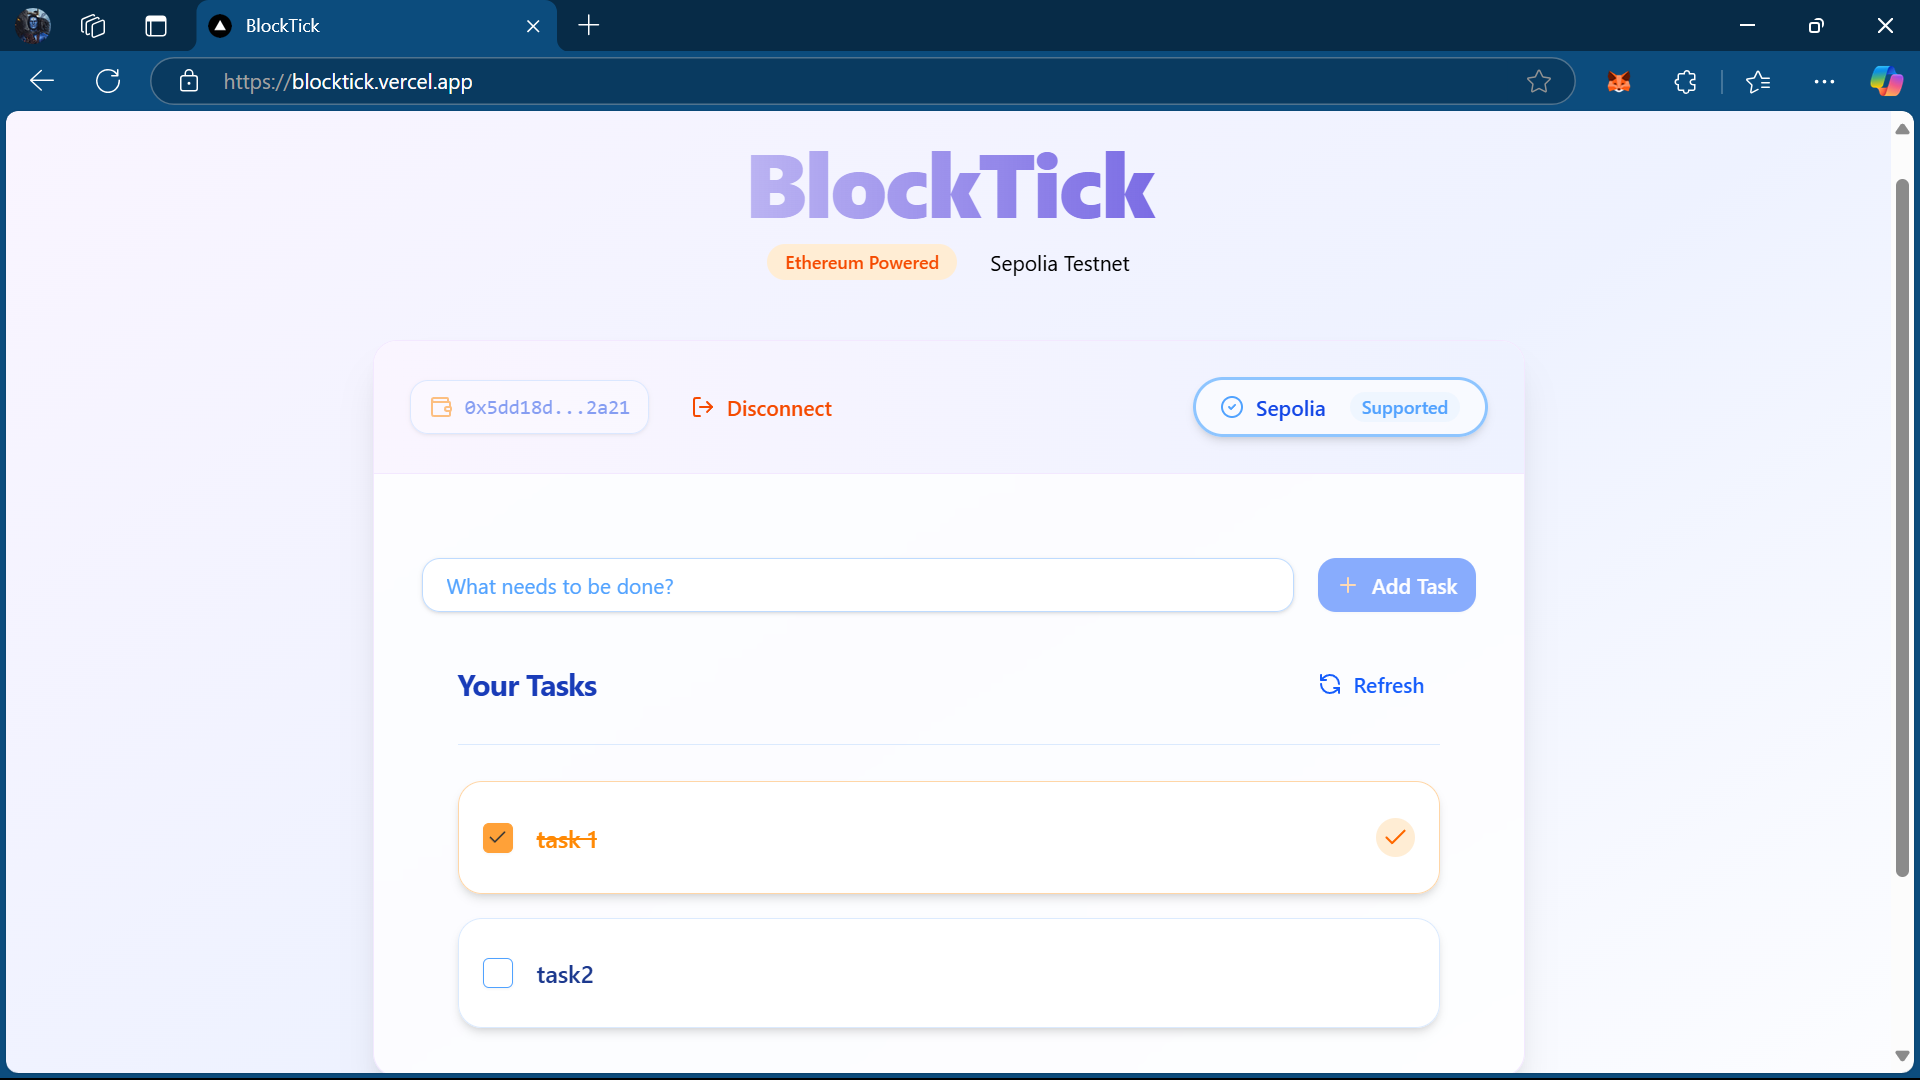 BlockTick
https://blocktick.vercel.app
BlockTick
Ethereum Powered
Sepolia Testnet
0x5dd18d...2a21
Disconnect
Sepolia
Supported
What needs to be done?
+ Add Task
Your Tasks
Refresh
task 1
task2